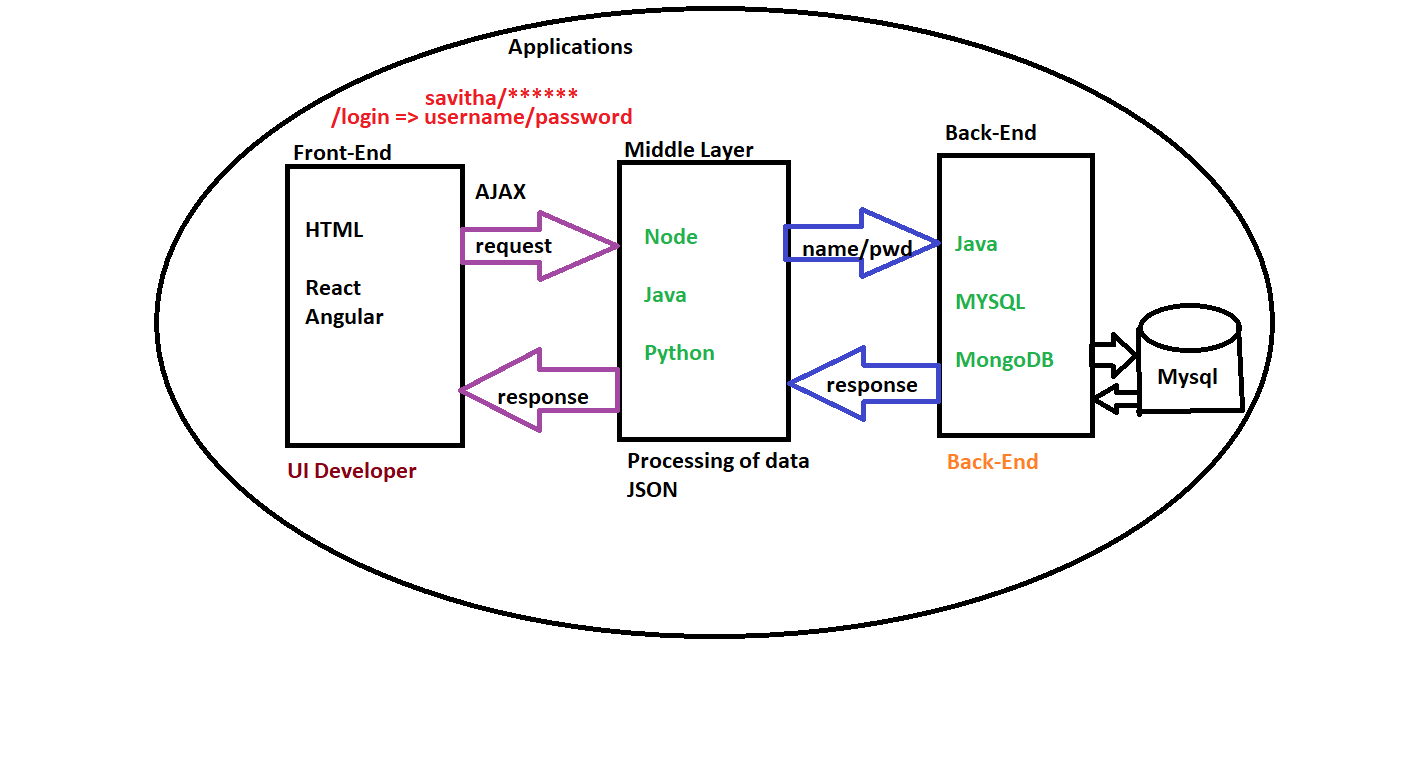 Applications
savitha/******
/login => username/password
Front-End
HTML
React
Angular
UI Developer
AJAX
request
response
Middle Layer
Node
Java
Python
Processing of data
JSON
name/pwd
response
Back-End
Java
MYSQL
MongoDB
Back-End
Mysql